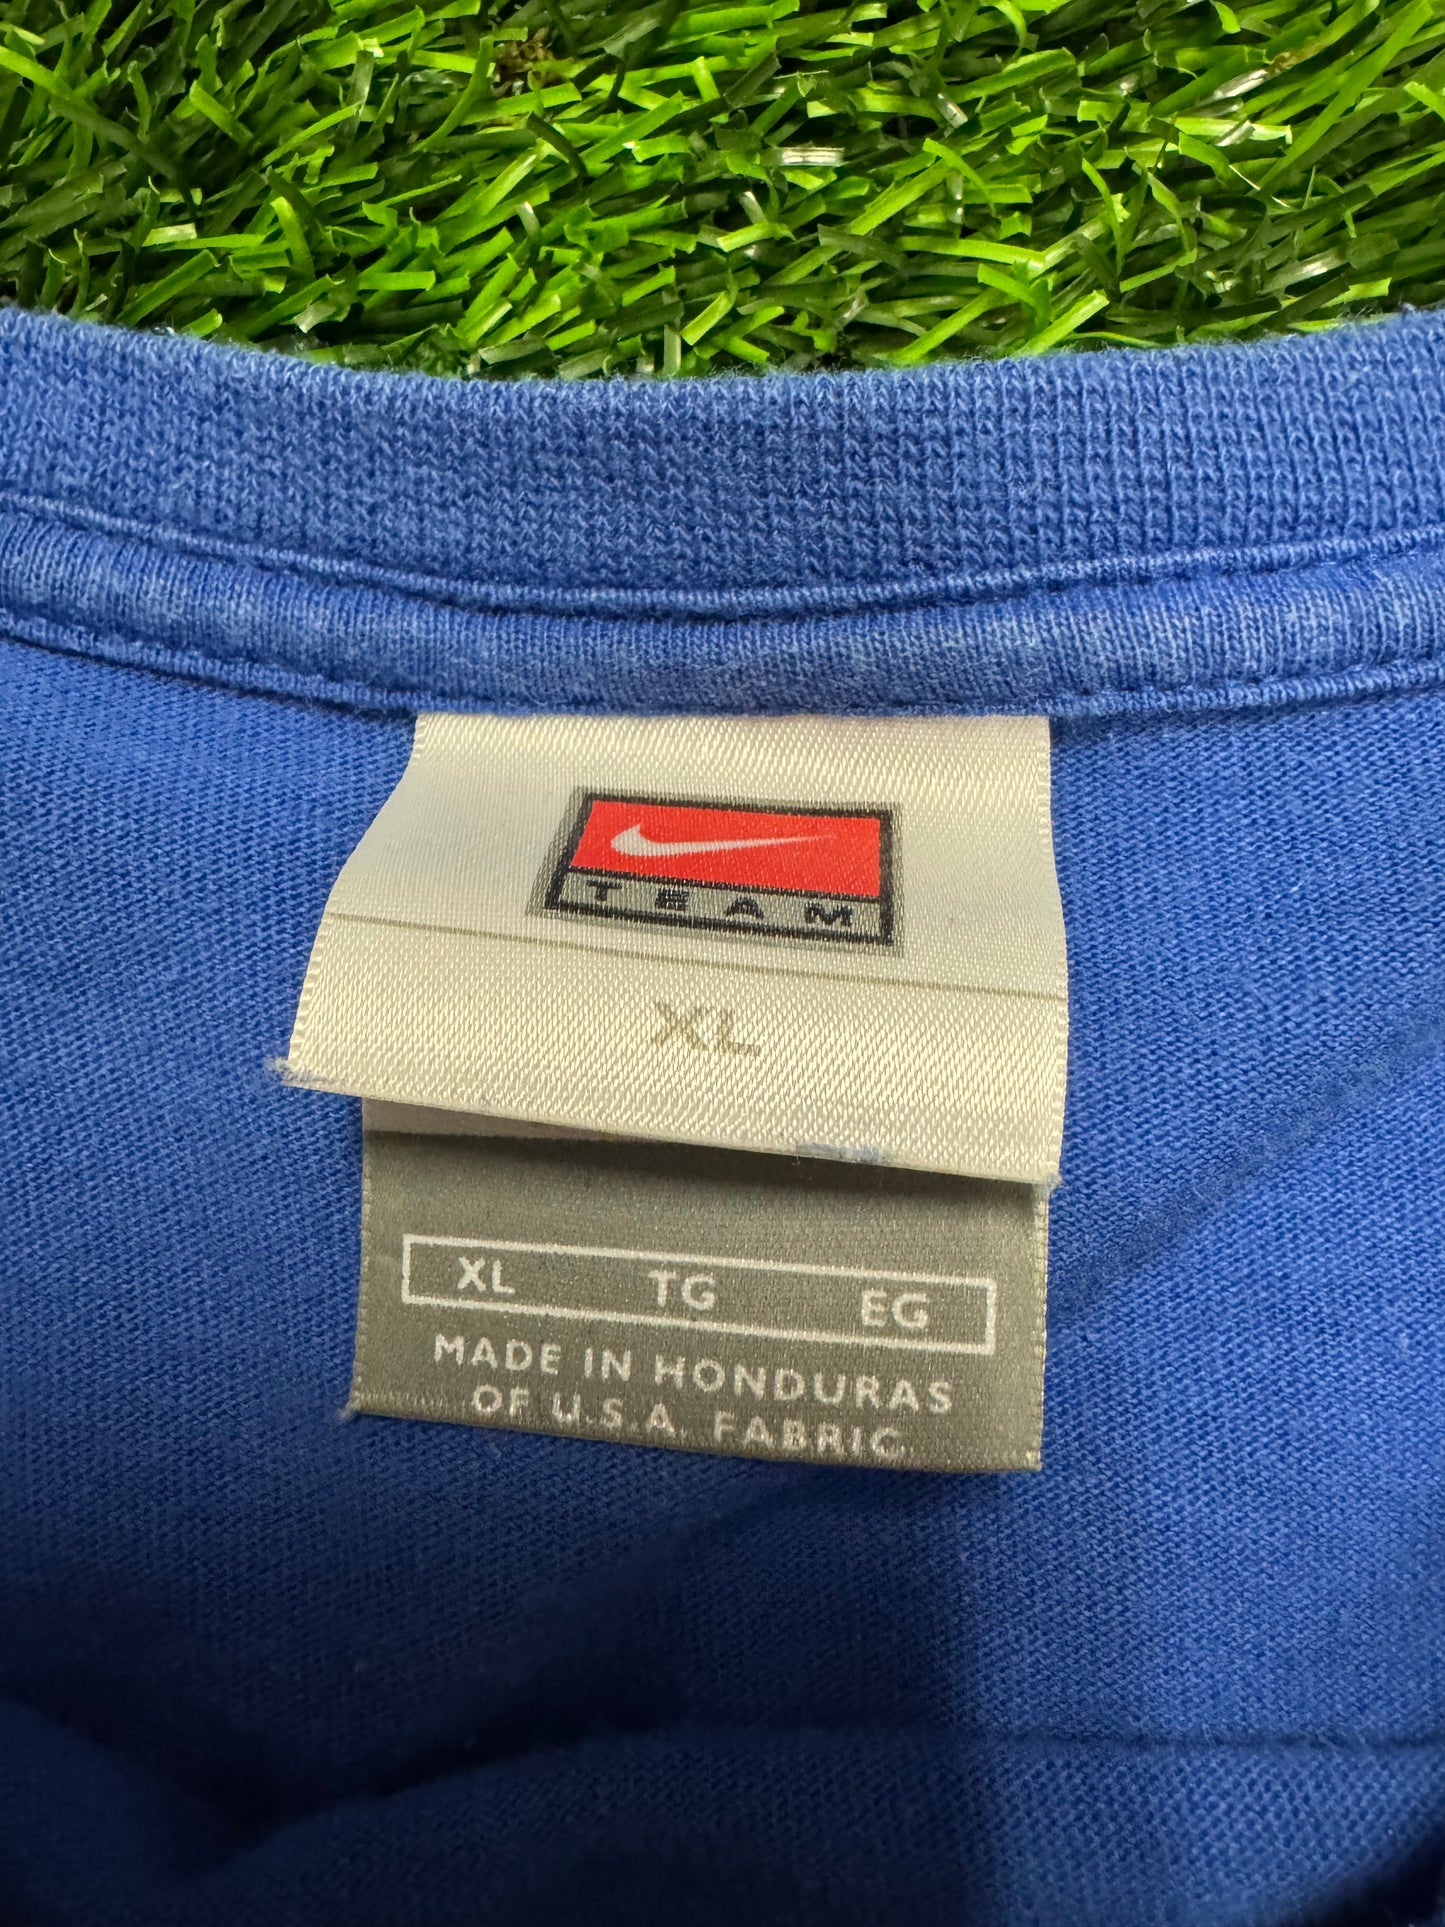 TEAM
XL
XL TG EG
MADE IN HONDURAS
OF U.S.A. FABRIC